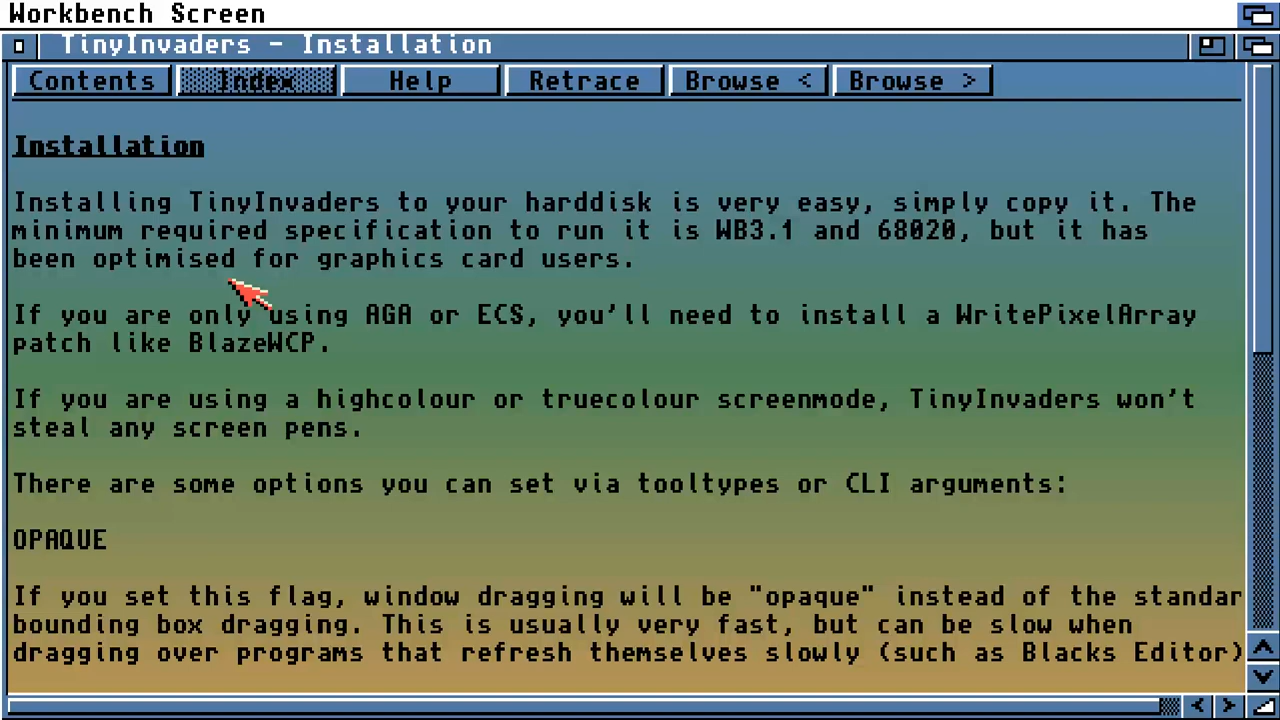 Workbench Screen
TinyInvaders - Installation
Contents Index Help Retrace Browse < Browse >
Installation
Installing TinyInvaders to your harddisk is very easy, simply copy it. The
minimum required specification to run it is WB3.1 and 68020, but it has
been optimised for graphics card users.
If you are only using AGA or ECS, you'll need to install a WritePixelArray
patch like BlazeWCP.
If you are using a highcolour or truecolour screenmode, TinyInvaders won't
steal any screen pens.
There are some options you can set via tooltypes or CLI arguments:
OPAQUE
If you set this flag, window dragging will be "opaque" instead of the standar
bounding box dragging. This is usually very fast, but can be slow when
dragging over programs that refresh themselves slowly (such as Blacks Editor)